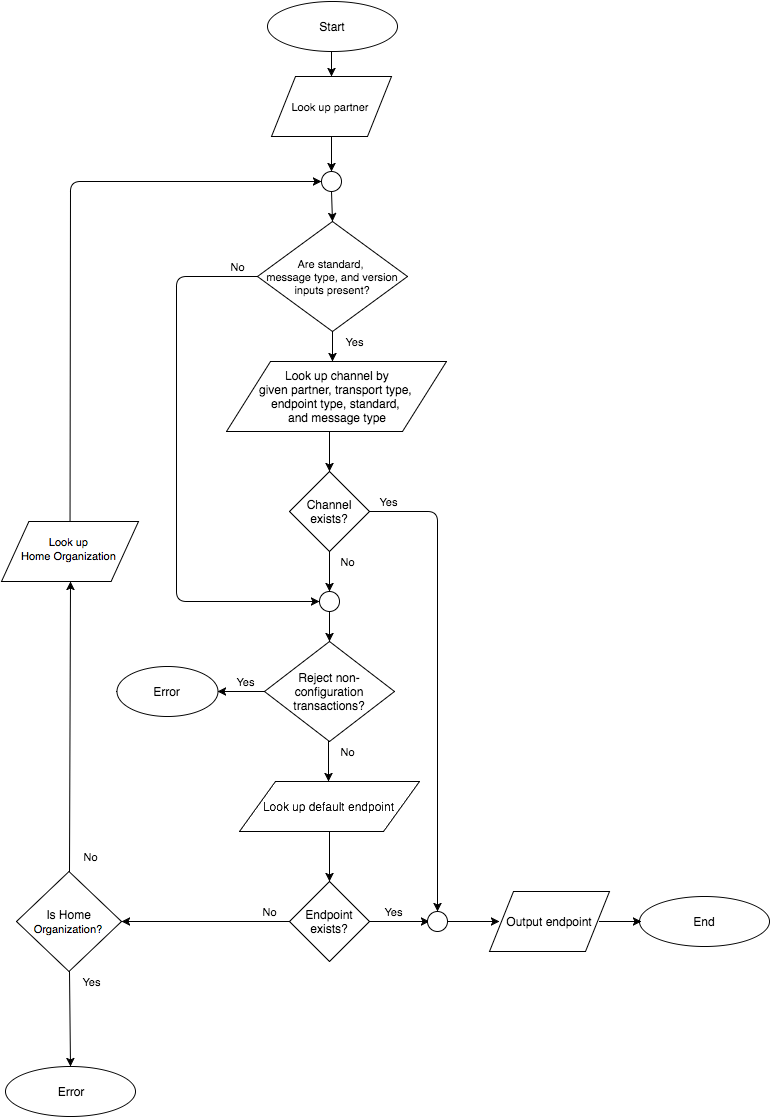 Start
Look up partner
Are standard,
message type, and version
inputs present?
No
Yes
Look up channel by
given partner, transport type,
endpoint type, standard,
and message type
Channel
exists?
Yes
No
Look up
Home Organization
Reject non-
configuration
transactions?
Yes
Error
No
Look up default endpoint
Endpoint
exists?
No
Yes
Is Home
Organization?
No
Yes
Output endpoint
End
Error